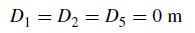 D₁ = D₂ = D₅ = 0 m